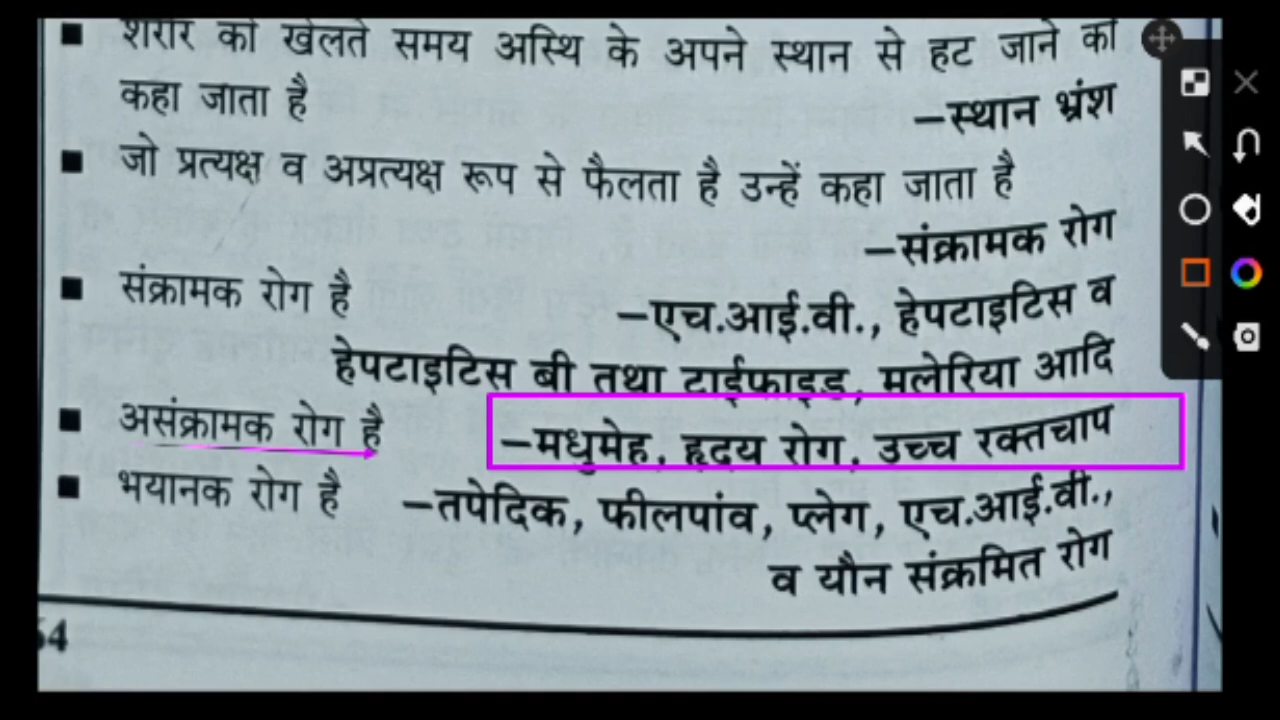 ■ शरीर को खेलते समय अस्थि के अपने स्थान से हट जाने को
कहा जाता है –स्थान भ्रंश
■ जो प्रत्यक्ष व अप्रत्यक्ष रूप से फैलता है उन्हें कहा जाता है
–संक्रामक रोग
■ संक्रामक रोग है –एच.आई.वी., हेपटाइटिस व
हेपटाइटिस बी तथा टाईफाइड, मलेरिया आदि
■ असंक्रामक रोग है –मधुमेह, हृदय रोग, उच्च रक्तचाप
■ भयानक रोग है –तपेदिक, फीलपांव, प्लेग, एच.आई.वी.,
व यौन संक्रमित रोग